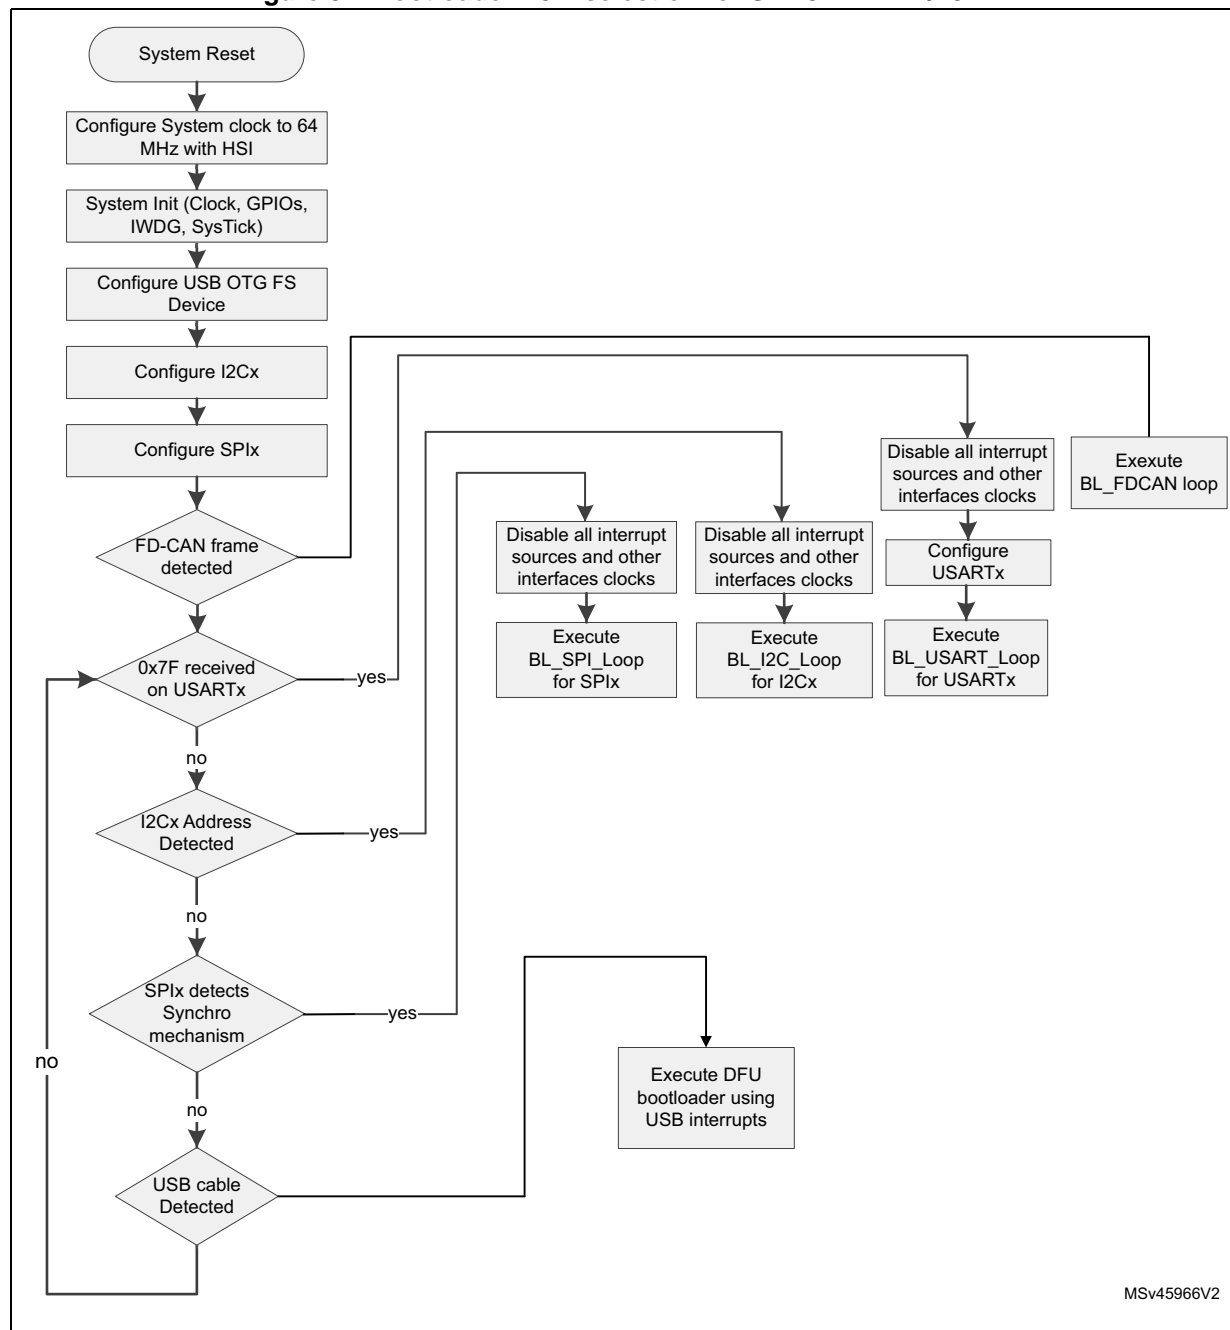 System Reset
Configure System clock to 64
MHz with HSI
System Init (Clock, GPIOs,
IWDG, SysTick)
Configure USB OTG FS
Device
Configure I2Cx
Configure SPIx
FD-CAN frame
detected
0x7F received
on USARTx
yes
no
I2Cx Address
Detected
yes
no
SPIx detects
Synchro
mechanism
yes
no
USB cable
Detected
no
Disable all interrupt
sources and other
interfaces clocks
Execute
BL_SPI_Loop
for SPIx
Disable all interrupt
sources and other
interfaces clocks
Execute
BL_I2C_Loop
for I2Cx
Disable all interrupt
sources and other
interfaces clocks
Configure
USARTx
Execute
BL_USART_Loop
for USARTx
Exexute
BL_FDCAN loop
Execute DFU
bootloader using
USB interrupts
MSv45966V2